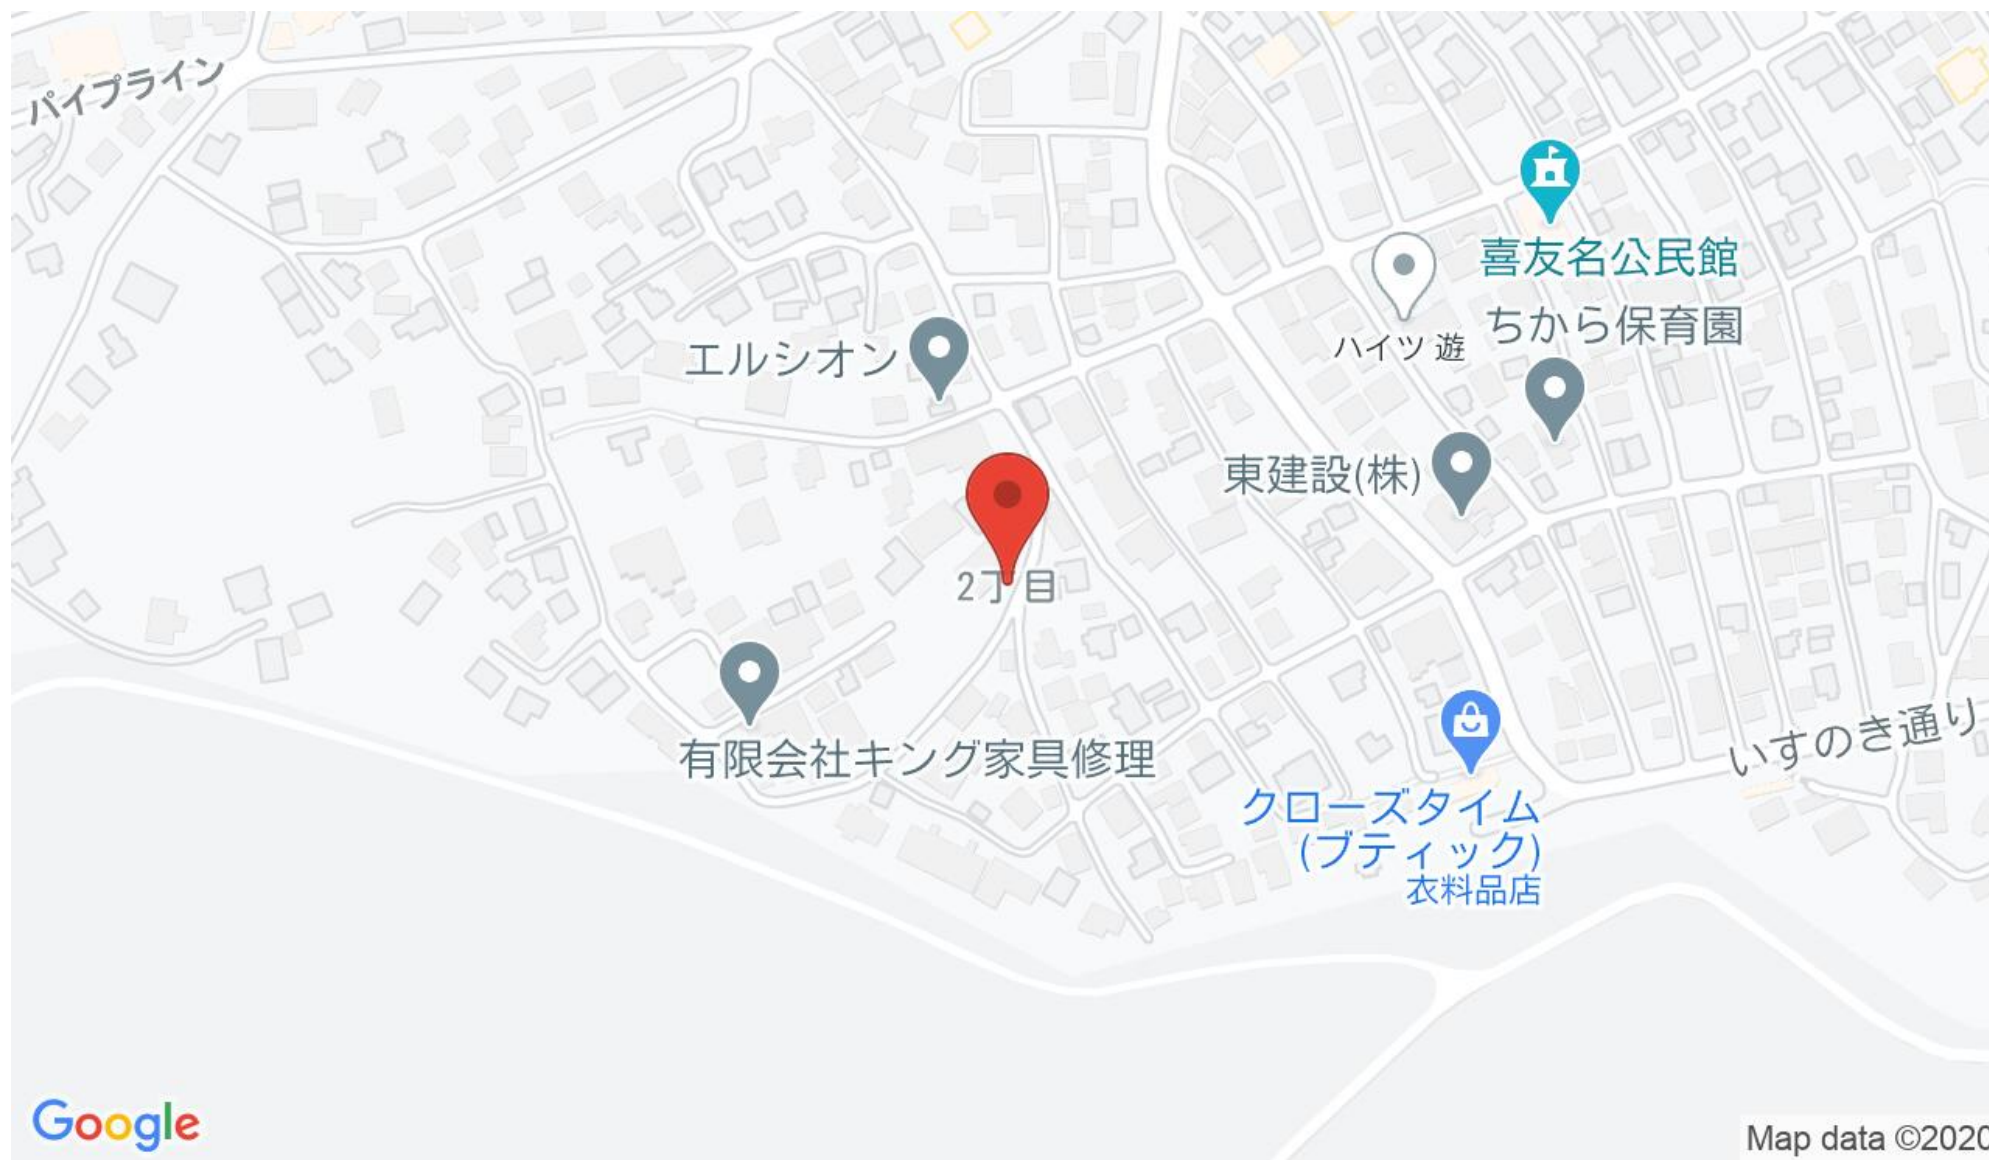 パイプライン
喜友名公民館
ちから保育園
ハイツ 遊
エルシオン
東建設(株)
2丁目
有限会社キング家具修理
いすのき通り
クローズタイム
(ブティック)
衣料品店
Google
Map data ©2020